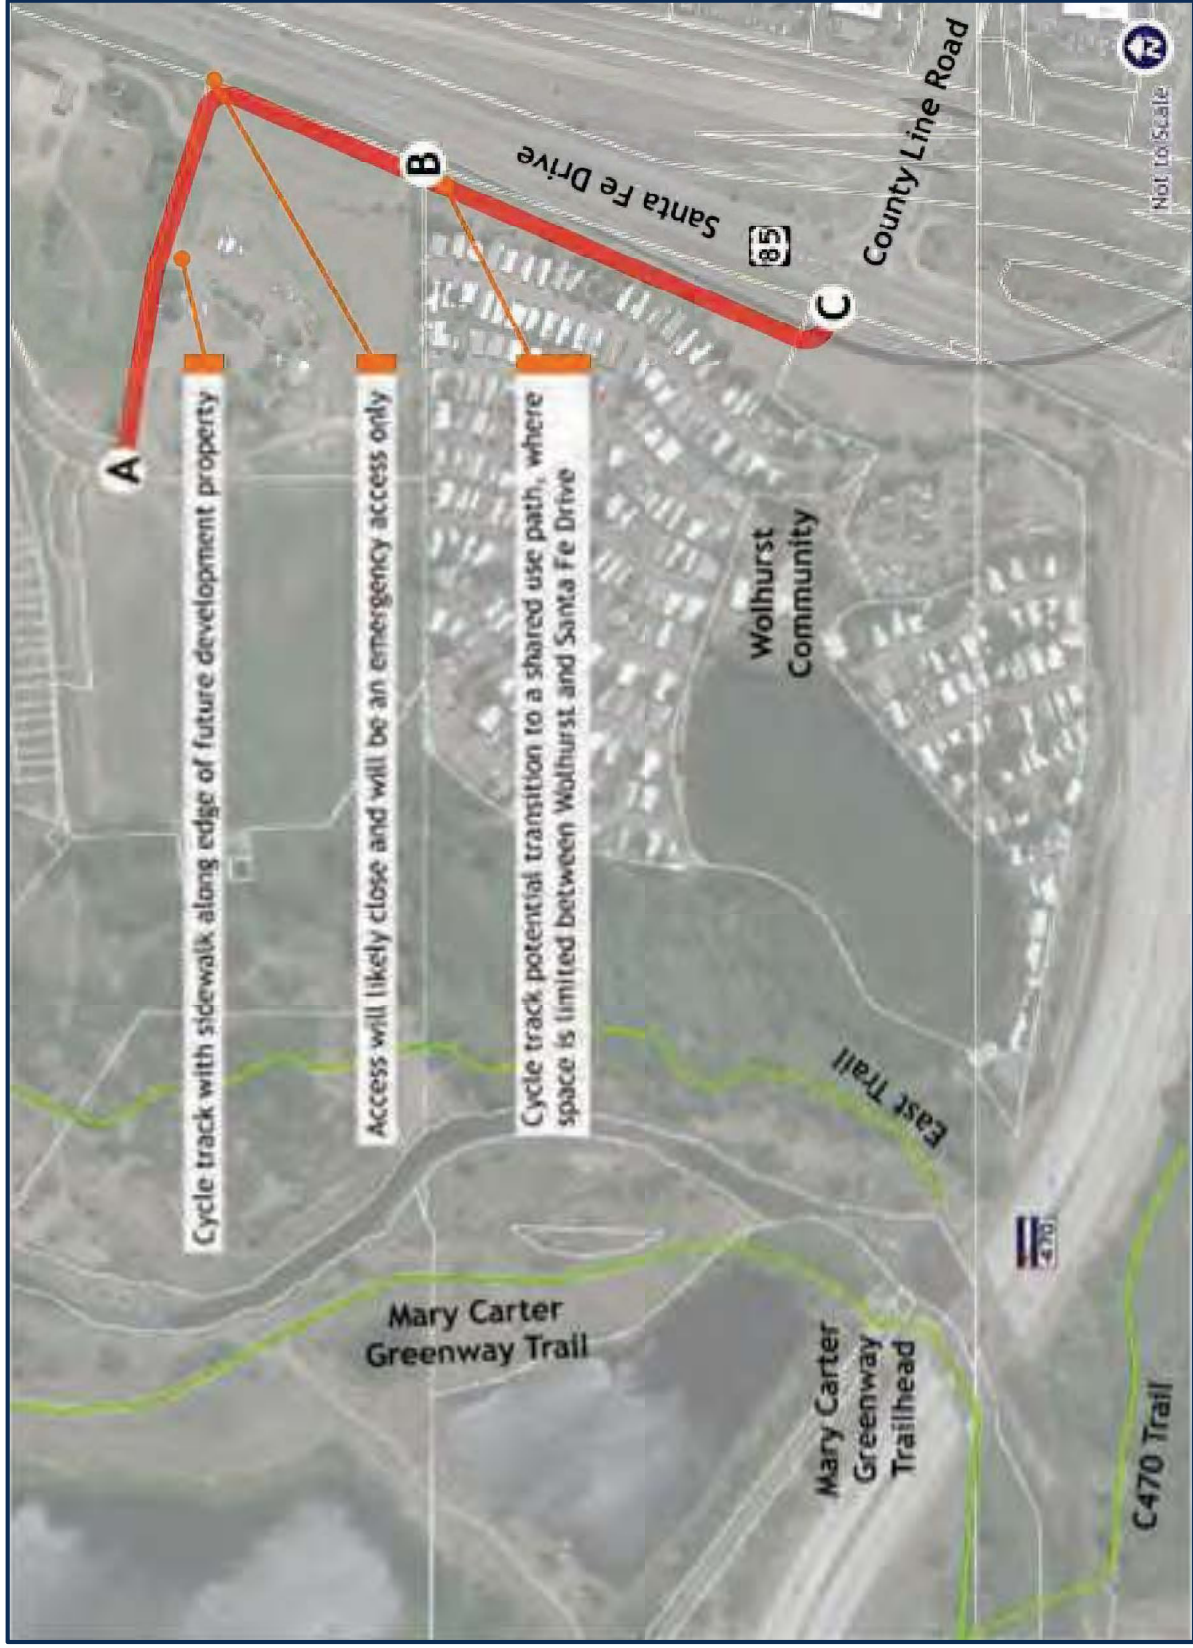 A
Cycle track with sidewalk along edge of future development property
Access will likely close and will be an emergency access only
B
Cycle track potential transition to a shared use path, where
space is limited between Wolhurst and Santa Fe Drive
Santa Fe Drive
85
C
County Line Road
N
Not to Scale
Wolhurst
Community
East Trail
Mary Carter
Greenway Trail
Mary Carter
Greenway
Trailhead
470
C470 Trail